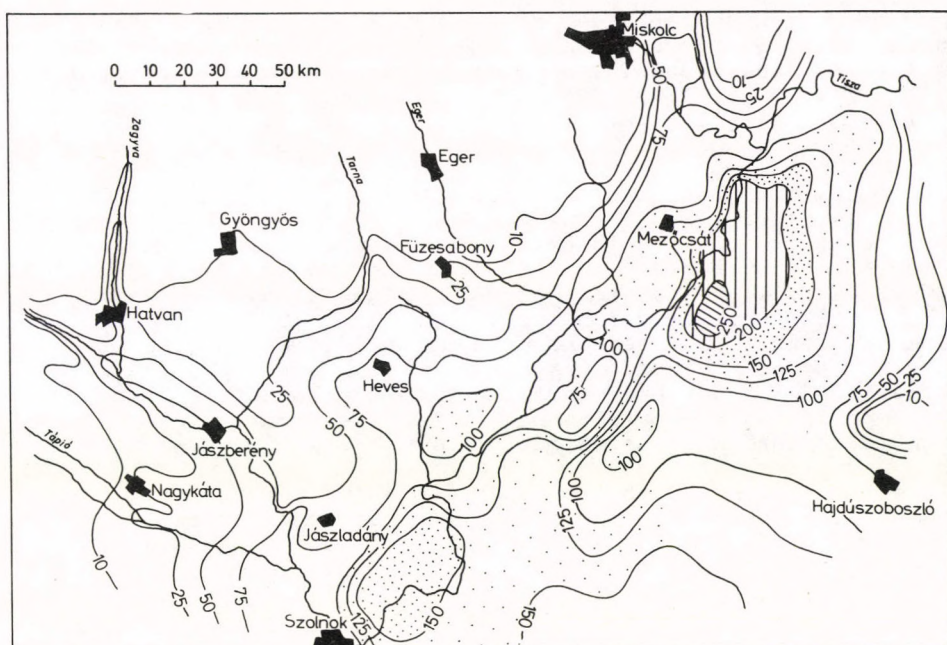 Miskolc
0 10 30 50 km
50
10
25
Tisza
75
Zagyva
Tarna
Eger
Eger
Gyöngyös
10
Mezőcsát
Füzesabony
25
Hatvan
250
200
100
150
125
100
75
50
25
10
Heves
75
25
75
50
100
100
Tápió
Jászberény
Nagykáta
100
125
Hajdúszoboszló
Jászladány
10
25
50
75
Szolnok
125
150
150